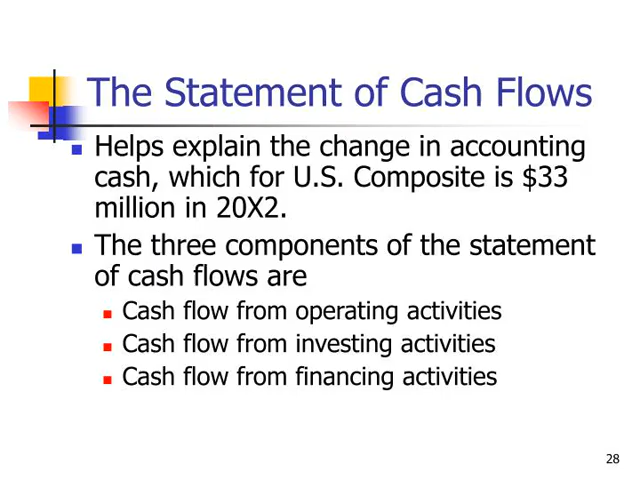 The Statement of Cash Flows
Helps explain the change in accounting
cash, which for U.S. Composite is $33
million in 20X2.
The three components of the statement
of cash flows are
Cash flow from operating activities
Cash flow from investing activities
Cash flow from financing activities
28